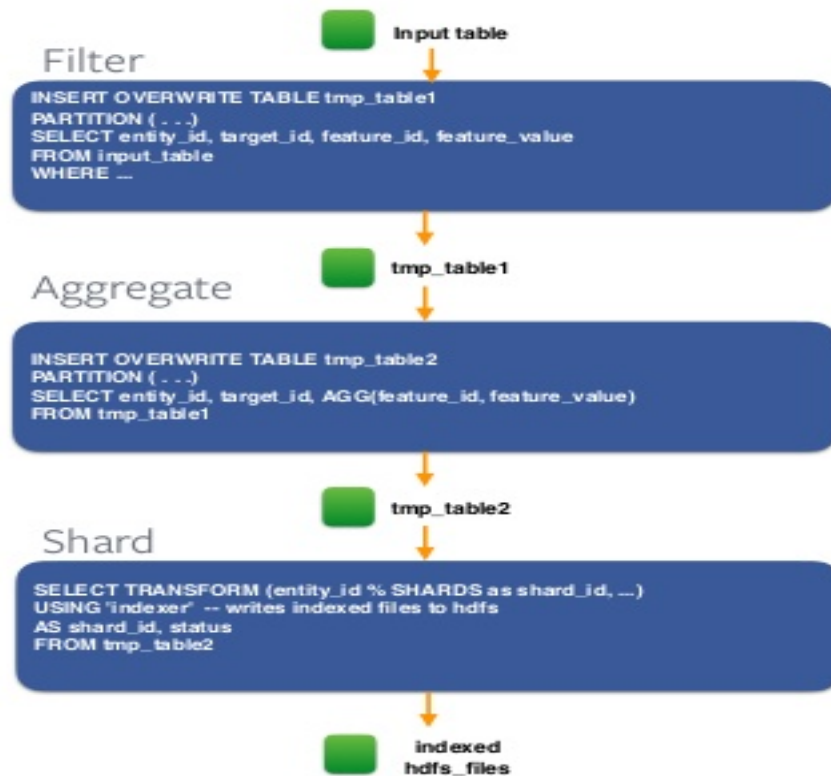 Input table
Filter
INSERT OVERWRITE TABLE tmp_table1
PARTITION ( . . .)
SELECT entity_id, target_id, feature_id, feature_value
FROM input_table
WHERE ...
tmp_table1
Aggregate
INSERT OVERWRITE TABLE tmp_table2
PARTITION ( . . .)
SELECT entity_id, target_id, AGG(feature_id, feature_value)
FROM tmp_table1
tmp_table2
Shard
SELECT TRANSFORM (entity_id % SHARDS as shard_id, ...)
USING 'indexer' -- writes indexed files to hdfs
AS shard_id, status
FROM tmp_table2
indexed
hdfs_files